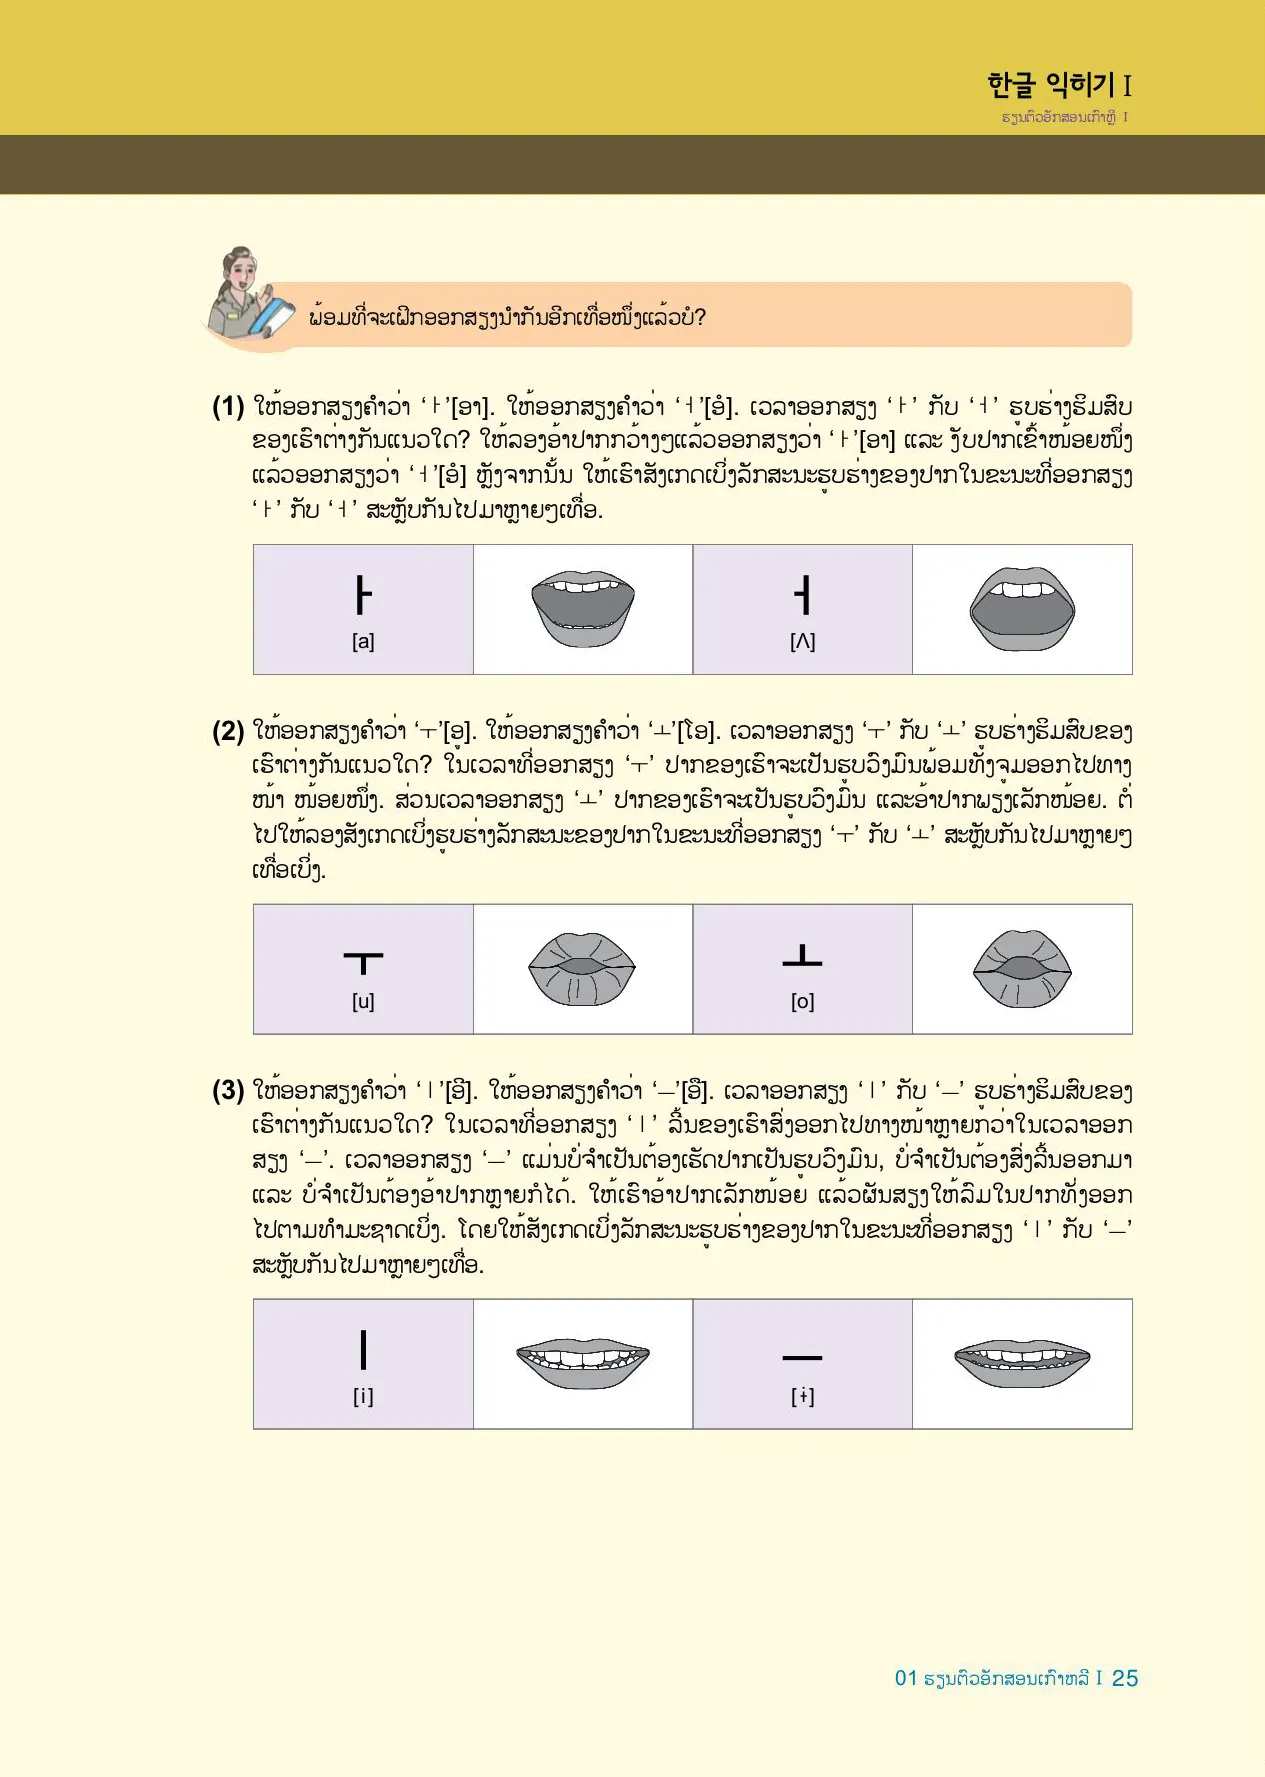 한글 익히기 I
ຮຽນຕົວອັກສອນເກົາຫຼີ I
ພ້ອມທີ່ຈະເຝິກອອກສຽງນຳກັນອີກເທື່ອໜຶ່ງແລ້ວບໍ?
(1) ໃຫ້ອອກສຽງຄຳວ່າ ‘ㅏ’[ອາ]. ໃຫ້ອອກສຽງຄຳວ່າ ‘ㅓ’[ອໍ]. ເວລາອອກສຽງ ‘ㅏ’ ກັບ ‘ㅓ’ ຮູບຮ່າງຮິມສົບ
ຂອງເຮົາຕ່າງກັນແນວໃດ? ໃຫ້ລອງອ້າປາກກວ້າງໆແລ້ວອອກສຽງວ່າ ‘ㅏ’[ອາ] ແລະ ງັບປາກເຂົ້າໜ້ອຍໜຶ່ງ
ແລ້ວອອກສຽງວ່າ ‘ㅓ’[ອໍ] ຫຼັງຈາກນັ້ນ ໃຫ້ເຮົາສັງເກດເບິ່ງລັກສະນະຮູບຮ່າງຂອງປາກໃນຂະນະທີ່ອອກສຽງ
‘ㅏ’ ກັບ ‘ㅓ’ ສະຫຼັບກັນໄປມາຫຼາຍໆເທື່ອ.
ㅏ ㅓ
[a] [Λ]
(2) ໃຫ້ອອກສຽງຄຳວ່າ ‘ㅜ’[ອູ]. ໃຫ້ອອກສຽງຄຳວ່າ ‘ㅗ’[ໂອ]. ເວລາອອກສຽງ ‘ㅜ’ ກັບ ‘ㅗ’ ຮູບຮ່າງຮິມສົບຂອງ
ເຮົາຕ່າງກັນແນວໃດ? ໃນເວລາທີ່ອອກສຽງ ‘ㅜ’ ປາກຂອງເຮົາຈະເປັນຮູບວົງມົນພ້ອມທັງຈູມອອກໄປທາງ
ໜ້າ ໜ້ອຍໜຶ່ງ. ສ່ວນເວລາອອກສຽງ ‘ㅗ’ ປາກຂອງເຮົາຈະເປັນຮູບວົງມົນ ແລະອ້າປາກພຽງເລັກໜ້ອຍ. ຕໍ່
ໄປໃຫ້ລອງສັງເກດເບິ່ງຮູບຮ່າງລັກສະນະຂອງປາກໃນຂະນະທີ່ອອກສຽງ ‘ㅜ’ ກັບ ‘ㅗ’ ສະຫຼັບກັນໄປມາຫຼາຍໆ
ເທື່ອເບິ່ງ.
ㅜ ㅗ
[u] [o]
(3) ໃຫ້ອອກສຽງຄຳວ່າ ‘ㅣ’[ອີ]. ໃຫ້ອອກສຽງຄຳວ່າ ‘ㅡ’[ອື]. ເວລາອອກສຽງ ‘ㅣ’ ກັບ ‘ㅡ’ ຮູບຮ່າງຮິມສົບຂອງ
ເຮົາຕ່າງກັນແນວໃດ? ໃນເວລາທີ່ອອກສຽງ ‘ㅣ’ ລີ້ນຂອງເຮົາສົ່ງອອກໄປທາງໜ້າຫຼາຍກວ່າໃນເວລາອອກ
ສຽງ ‘ㅡ’. ເວລາອອກສຽງ ‘ㅡ’ ແມ່ນບໍ່ຈຳເປັນຕ້ອງເຮັດປາກເປັນຮູບວົງມົນ, ບໍ່ຈຳເປັນຕ້ອງສົ່ງລີ້ນອອກມາ
ແລະ ບໍ່ຈຳເປັນຕ້ອງອ້າປາກຫຼາຍກໍໄດ້. ໃຫ້ເຮົາອ້າປາກເລັກໜ້ອຍ ແລ້ວຜັນສຽງໃຫ້ລົມໃນປາກທັ່ງອອກ
ໄປຕາມທຳມະຊາດເບິ່ງ. ໂດຍໃຫ້ສັງເກດເບິ່ງລັກສະນະຮູບຮ່າງຂອງປາກໃນຂະນະທີ່ອອກສຽງ ‘ㅣ’ ກັບ ‘ㅡ’
ສະຫຼັບກັນໄປມາຫຼາຍໆເທື່ອ.
ㅣ ㅡ
[i] [ɨ]
01 ຮຽນຕົວອັກສອນເກົາຫລີ I 25